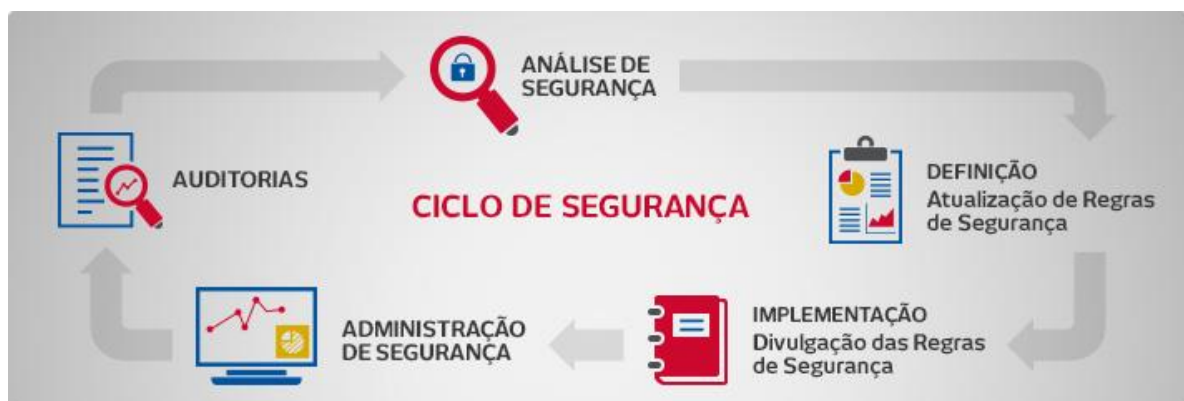 ANÁLISE DE
SEGURANÇA
AUDITORIAS
CICLO DE SEGURANÇA
DEFINIÇÃO
Atualização de Regras
de Segurança
IMPLEMENTAÇÃO
Divulgação das Regras
de Segurança
ADMINISTRAÇÃO
DE SEGURANÇA